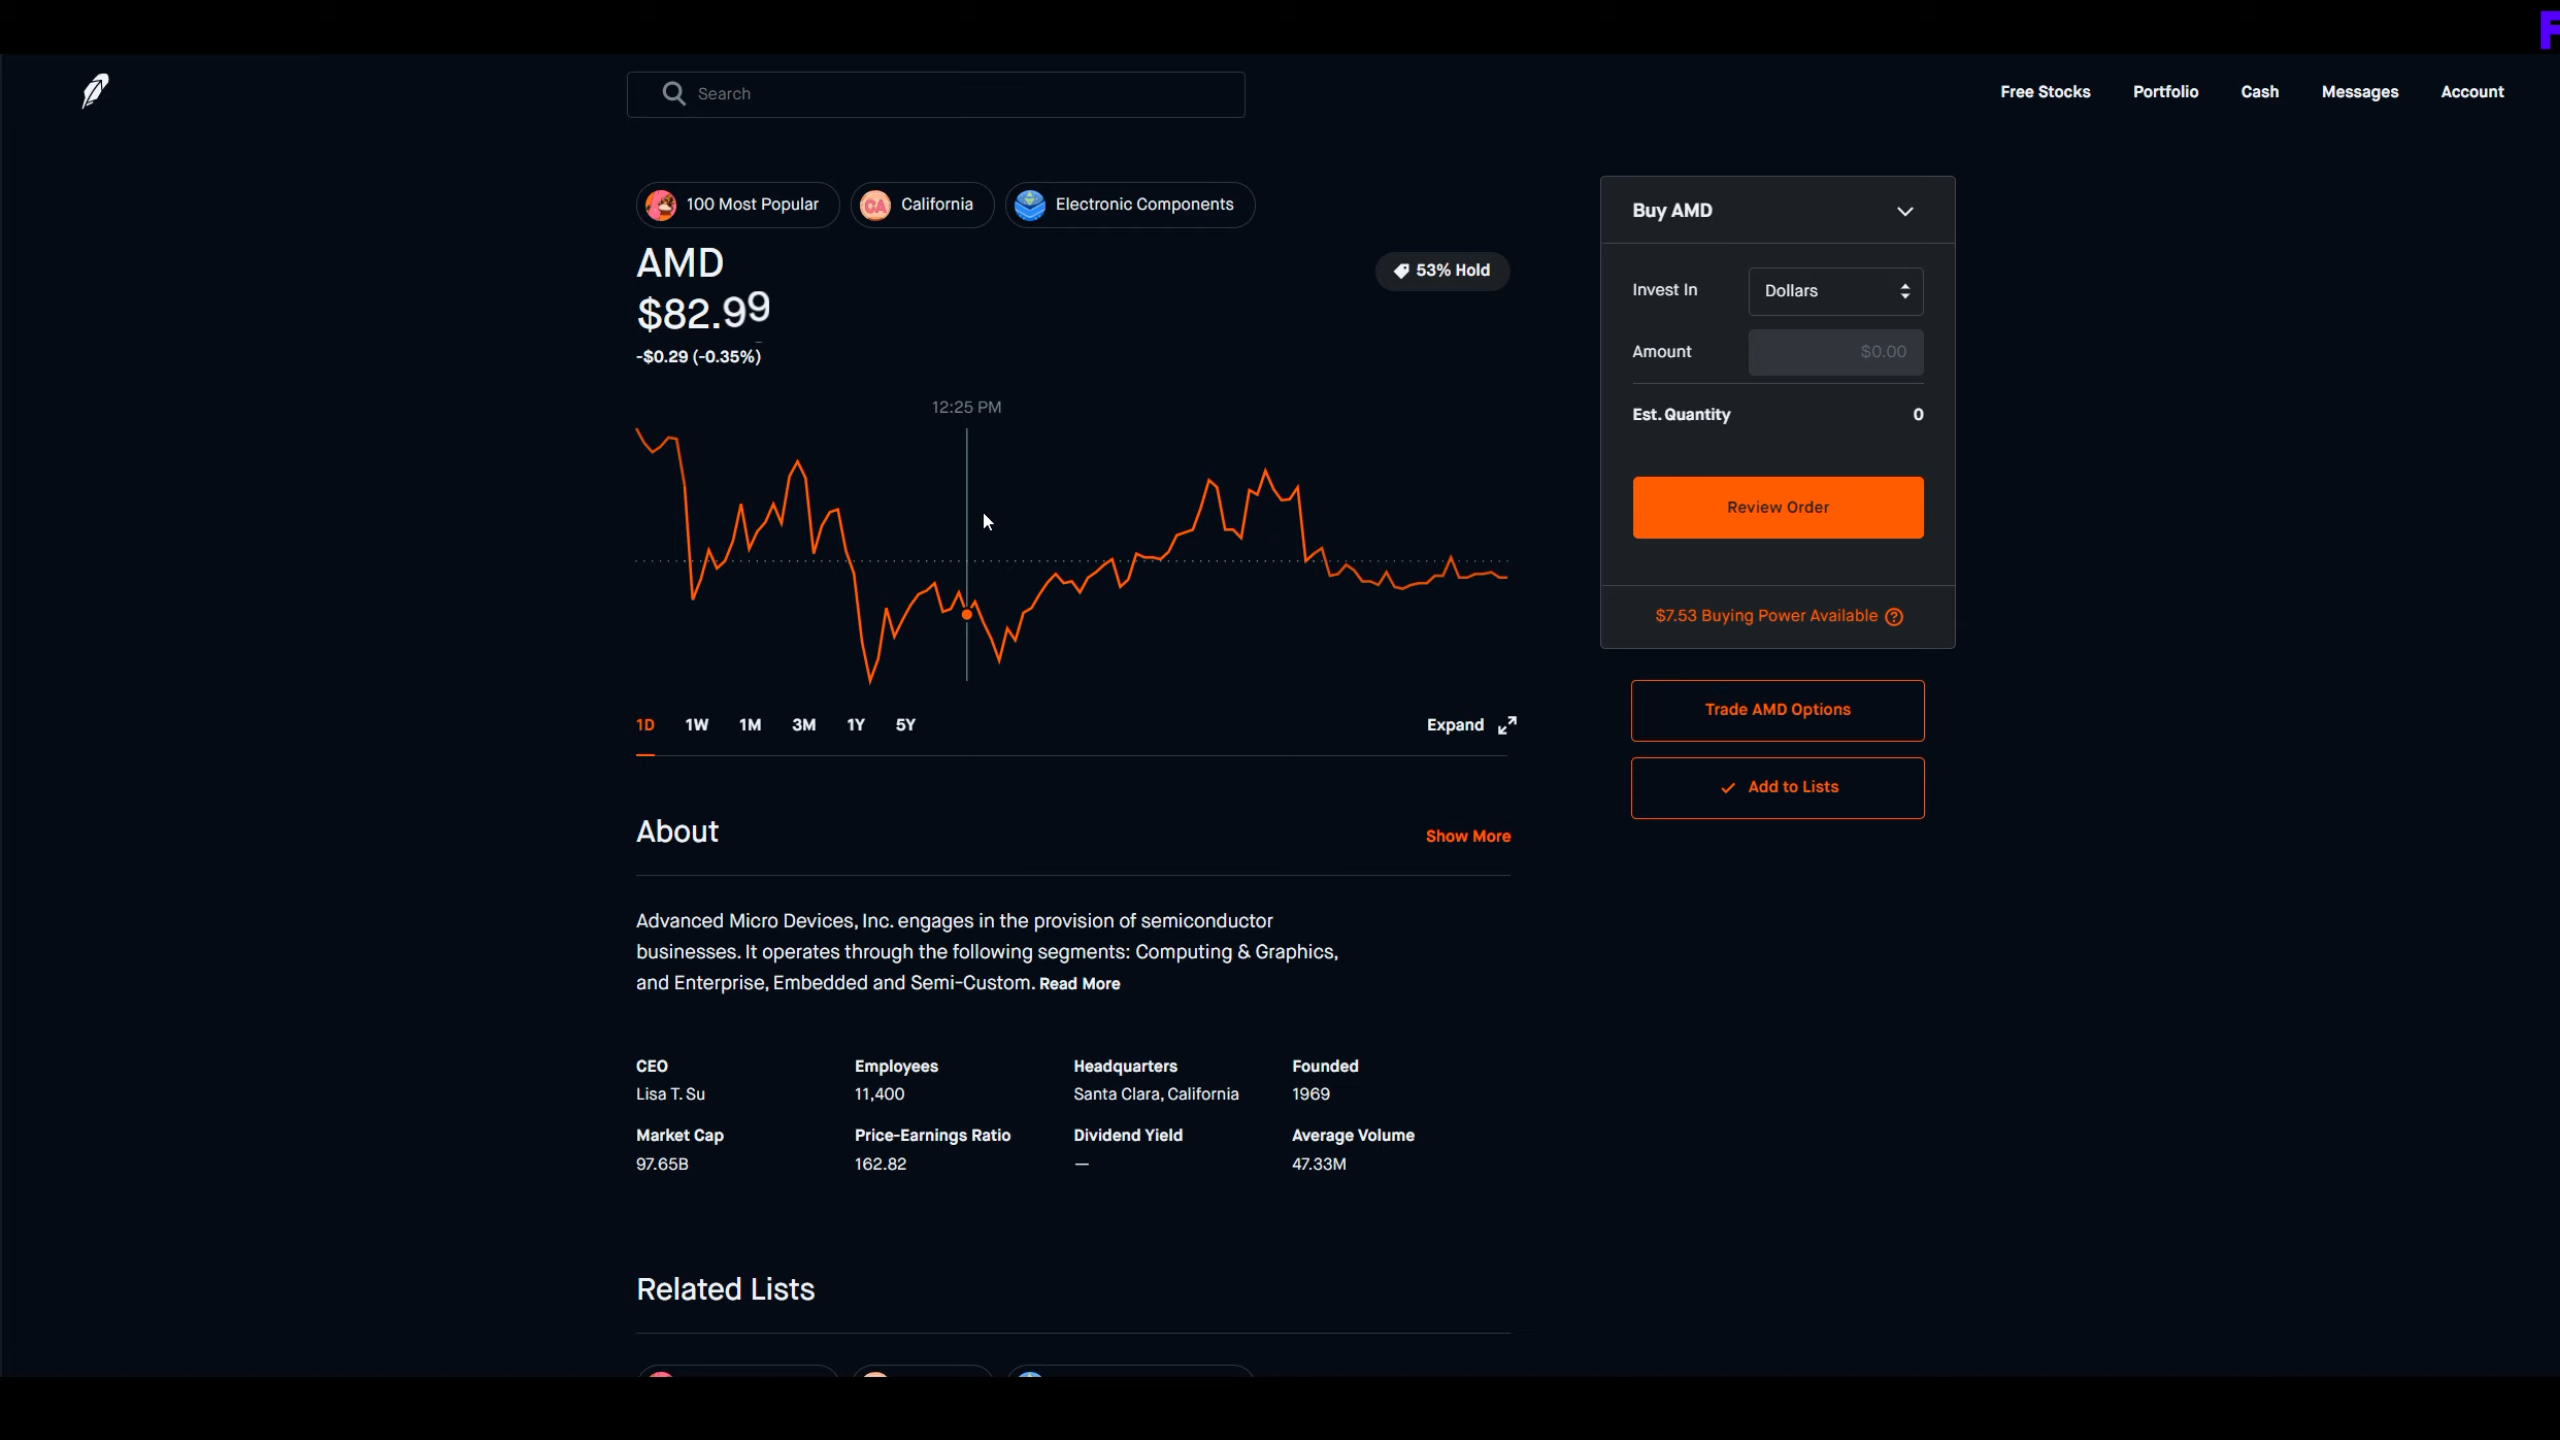 Search
Free Stocks
Portfolio
Cash
Messages
Account
100 Most Popular
CA
California
Electronic Components
AMD
$82.99
-$0.29 (-0.35%)
53% Hold
12:25 PM
1D
1W
1M
3M
1Y
5Y
Expand
Buy AMD
Invest In
Dollars
Amount
$0.00
Est. Quantity
0
Review Order
$7.53 Buying Power Available
Trade AMD Options
Add to Lists
About
Show More
Advanced Micro Devices, Inc. engages in the provision of semiconductor
businesses. It operates through the following segments: Computing & Graphics,
and Enterprise, Embedded and Semi-Custom. Read More
CEO
Lisa T. Su
Employees
11,400
Headquarters
Santa Clara, California
Founded
1969
Market Cap
97.65B
Price-Earnings Ratio
162.82
Dividend Yield
—
Average Volume
47.33M
Related Lists